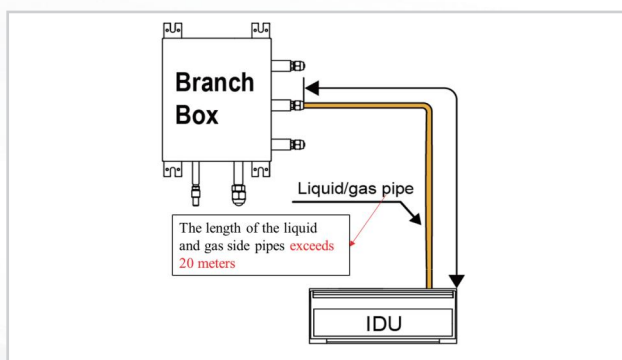 Branch
Box
Liquid/gas pipe
The length of the liquid
and gas side pipes exceeds
20 meters
IDU